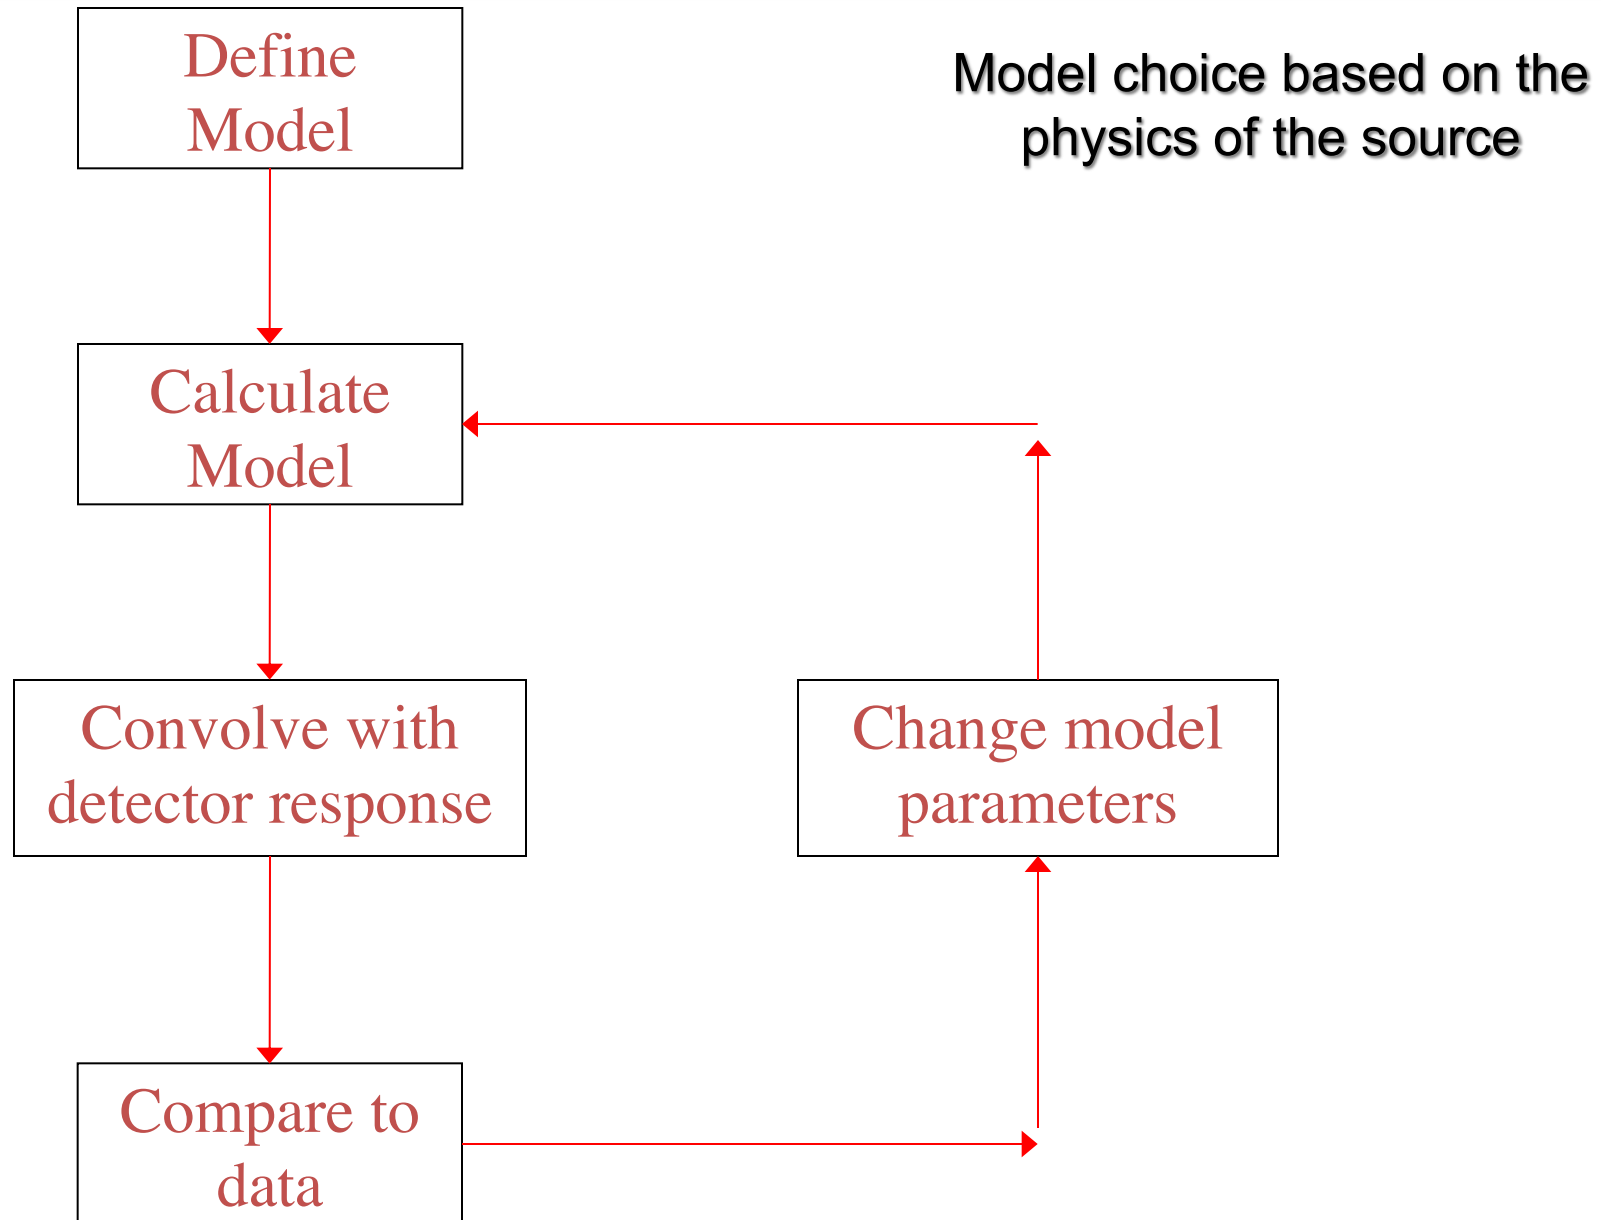 Define
Model
Model choice based on the
physics of the source
Calculate
Model
Convolve with
detector response
Change model
parameters
Compare to
data